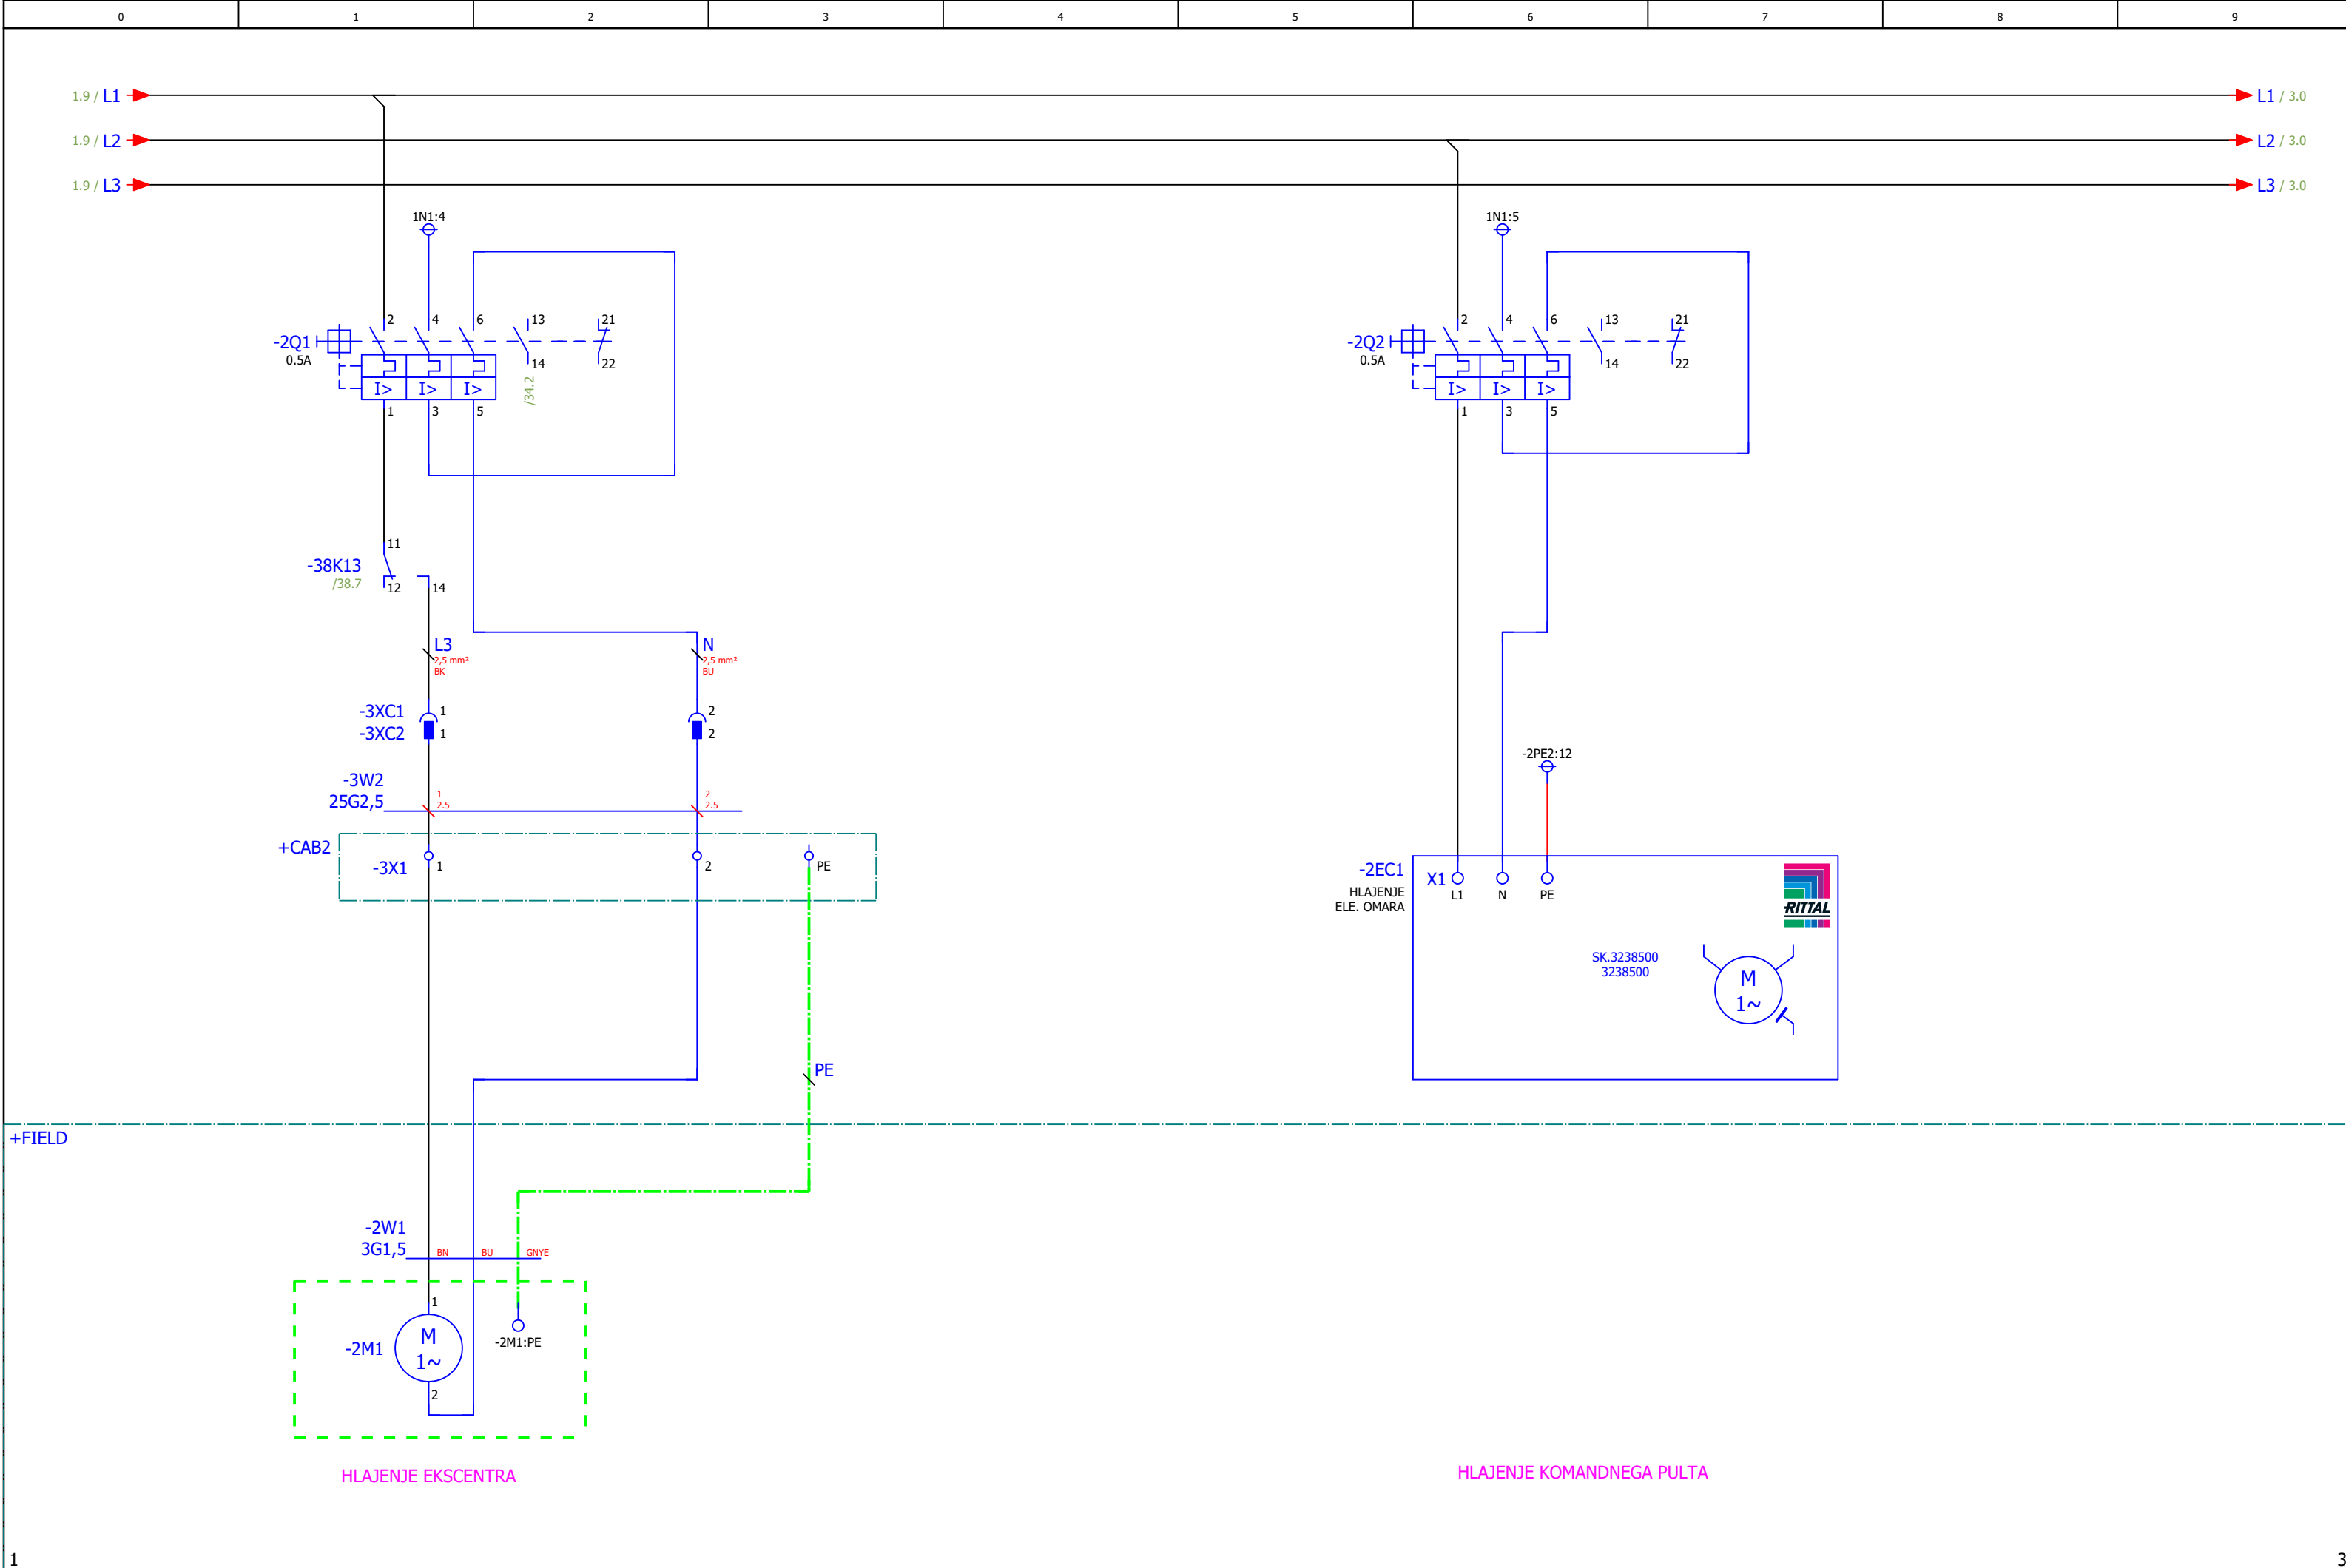 0 1 2 3 4 5 6 7 8 9
1.9 / L1
L1 / 3.0
1.9 / L2
L2 / 3.0
1.9 / L3
L3 / 3.0
1N1:4
1N1:5
2 4 6 13 21
-2Q1
0.5A
14 22
/34.2
I> I> I>
1 3 5
2 4 6 13 21
-2Q2
0.5A
14 22
I> I> I>
1 3 5
11
-38K13
/38.7
12 14
L3
2,5 mm²
BK
N
2,5 mm²
BU
-3XC1 1 2
-3XC2 1 2
-2PE2:12
-3W2
25G2,5
1
2.5
2
2.5
+CAB2
-3X1 1 2 PE
-2EC1
HLAJENJE
ELE. OMARA
X1
L1 N PE
RITTAL
SK.3238500
3238500
M
1~
PE
+FIELD
-2W1
3G1,5
BN BU GNYE
1
-2M1
M
1~
2
-2M1:PE
HLAJENJE EKSCENTRA
HLAJENJE KOMANDNEGA PULTA
1
3